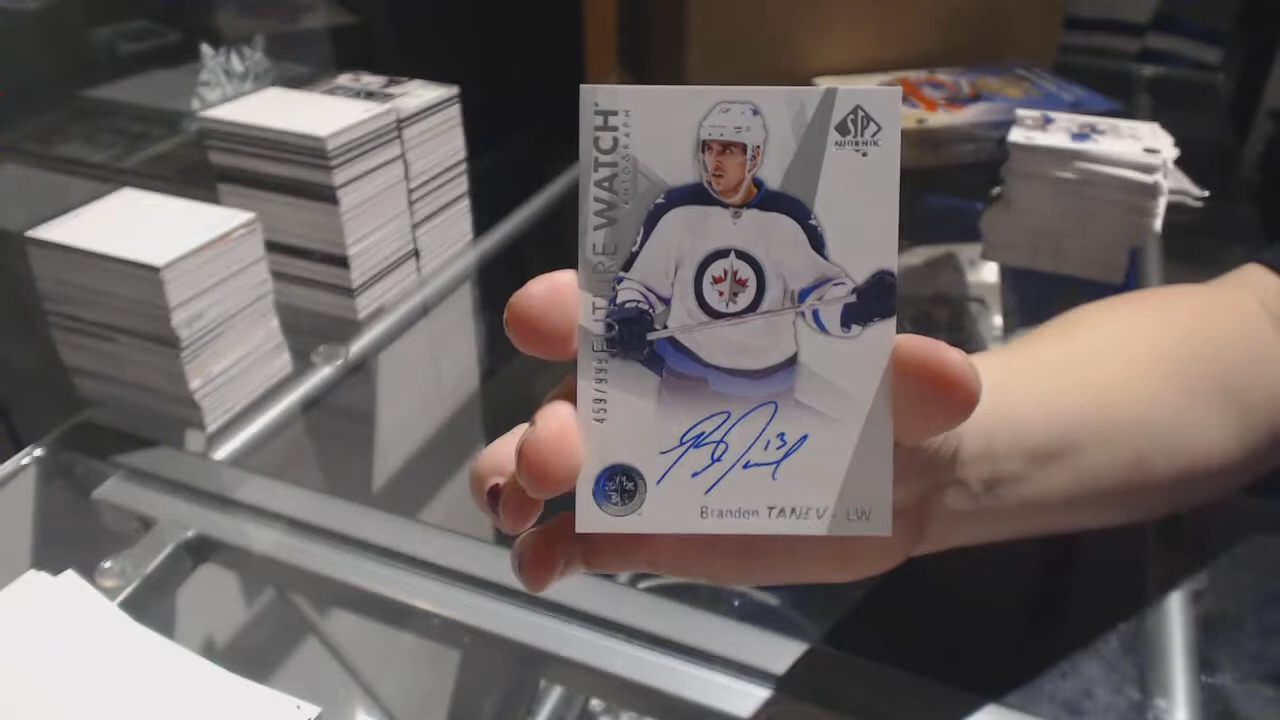 FUTURE WATCH
AUTOGRAPH
459/999
SP
AUTHENTIC
13
Brandon TANEV - LW